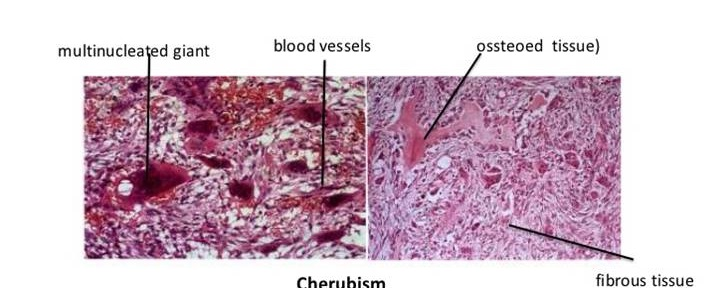 multinucleated giant
blood vessels
ossteoed tissue)
Cherubism
fibrous tissue